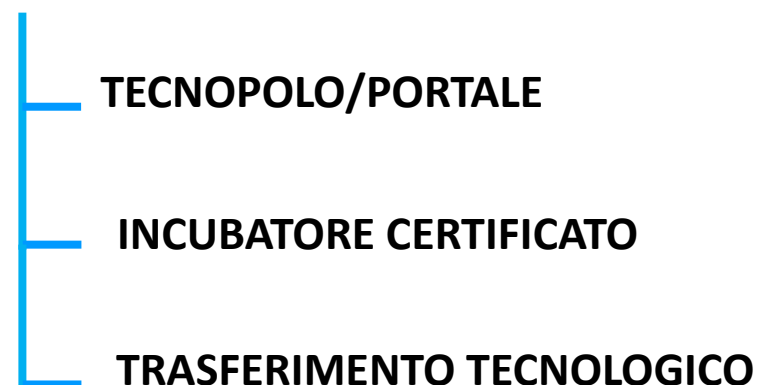 TECNOPOLO/PORTALE
INCUBATORE CERTIFICATO
TRASFERIMENTO TECNOLOGICO